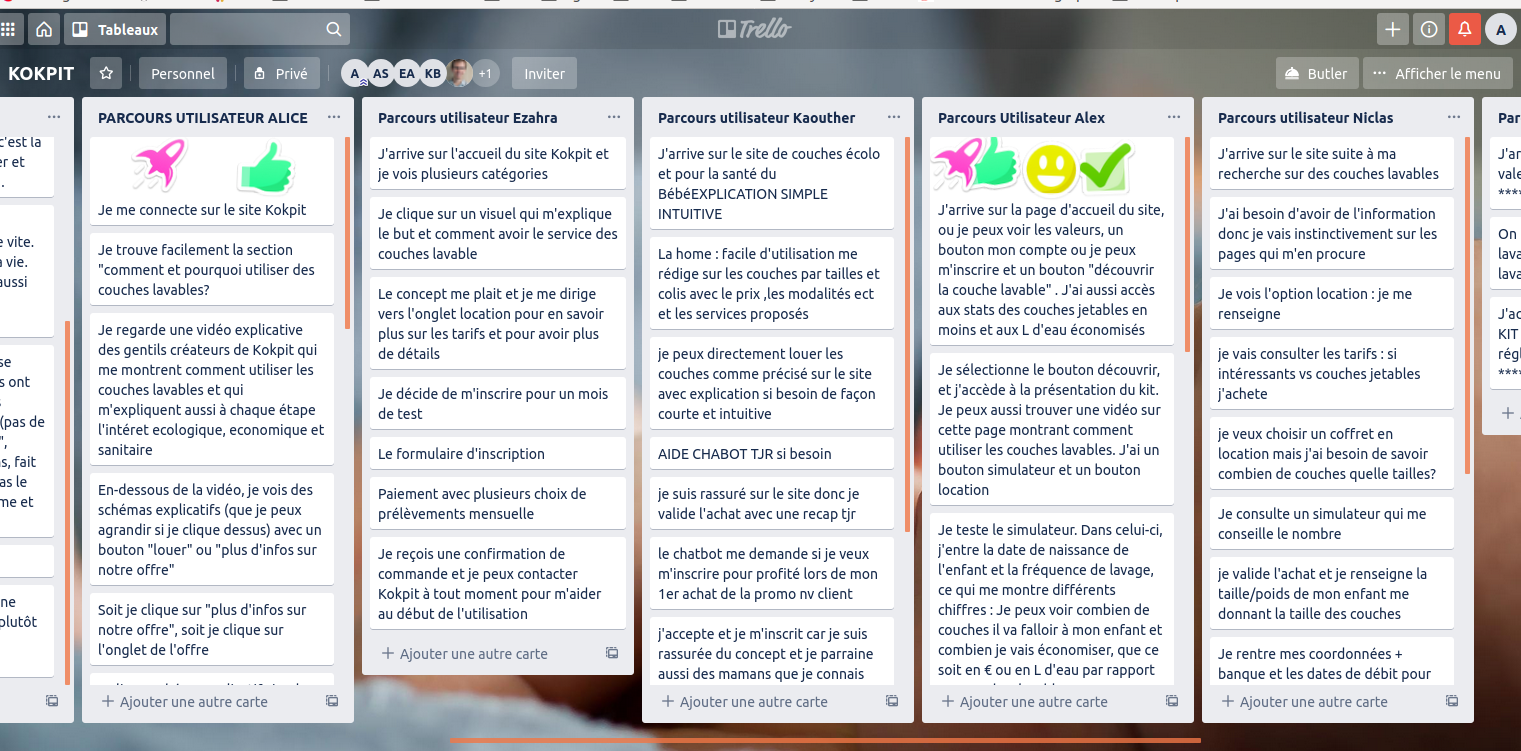 Tableaux
Trello
A
KOKPIT
Personnel
Privé
A
AS
EA
KB
+1
Inviter
Butler
Afficher le menu
c'est la
er et
e vite.
a vie.
aussi
se
s ont
(pas de
",
s, fait
as le
me et
ne
plutôt
PARCOURS UTILISATEUR ALICE
Je me connecte sur le site Kokpit
Je trouve facilement la section
"comment et pourquoi utiliser des
couches lavables?
Je regarde une vidéo explicative
des gentils créateurs de Kokpit qui
me montrent comment utiliser les
couches lavables et qui
m'expliquent aussi à chaque étape
l'intéret ecologique, economique et
sanitaire
En-dessous de la vidéo, je vois des
schémas explicatifs (que je peux
agrandir si je clique dessus) avec un
bouton "louer" ou "plus d'infos sur
notre offre"
Soit je clique sur "plus d'infos sur
notre offre", soit je clique sur
l'onglet de l'offre
Ajouter une autre carte
Parcours utilisateur Ezahra
J'arrive sur l'accueil du site Kokpit et
je vois plusieurs catégories
Je clique sur un visuel qui m'explique
le but et comment avoir le service des
couches lavable
Le concept me plait et je me dirige
vers l'onglet location pour en savoir
plus sur les tarifs et pour avoir plus
de détails
Je décide de m'inscrire pour un mois
de test
Le formulaire d'inscription
Paiement avec plusieurs choix de
prélèvements mensuelle
Je reçois une confirmation de
commande et je peux contacter
Kokpit à tout moment pour m'aider
au début de l'utilisation
Ajouter une autre carte
Parcours utilisateur Kaouther
J'arrive sur le site de couches écolo
et pour la santé du
BébéEXPLICATION SIMPLE
INTUITIVE
La home : facile d'utilisation me
rédige sur les couches par tailles et
colis avec le prix ,les modalités ect
et les services proposés
je peux directement louer les
couches comme précisé sur le site
avec explication si besoin de façon
courte et intuitive
AIDE CHABOT TJR si besoin
je suis rassuré sur le site donc je
valide l'achat avec une recap tjr
le chatbot me demande si je veux
m'inscrire pour profité lors de mon
1er achat de la promo nv client
j'accepte et je m'inscrit car je suis
rassurée du concept et je parraine
aussi des mamans que je connais
Ajouter une autre carte
Parcours Utilisateur Alex
J'arrive sur la page d'accueil du site,
ou je peux voir les valeurs, un
bouton mon compte ou je peux
m'inscrire et un bouton "découvrir
la couche lavable" . J'ai aussi accès
aux stats des couches jetables en
moins et aux L d'eau économisés
Je sélectionne le bouton découvrir,
et j'accède à la présentation du kit.
Je peux aussi trouver une vidéo sur
cette page montrant comment
utiliser les couches lavables. J'ai un
bouton simulateur et un bouton
location
Je teste le simulateur. Dans celui-ci,
j'entre la date de naissance de
l'enfant et la fréquence de lavage,
ce qui me montre différents
chiffres : Je peux voir combien de
couches il va falloir à mon enfant et
combien je vais économiser, que ce
soit en € ou en L d'eau par rapport
Ajouter une autre carte
Parcours utilisateur Niclas
J'arrive sur le site suite à ma
recherche sur des couches lavables
J'ai besoin d'avoir de l'information
donc je vais instinctivement sur les
pages qui m'en procure
Je vois l'option location : je me
renseigne
je vais consulter les tarifs : si
intéressants vs couches jetables
j'achete
je veux choisir un coffret en
location mais j'ai besoin de savoir
combien de couches quelle tailles?
Je consulte un simulateur qui me
conseille le nombre
je valide l'achat et je renseigne la
taille/poids de mon enfant me
donnant la taille des couches
Je rentre mes coordonnées +
banque et les dates de débit pour
Ajouter une autre carte
Par
J'ar
vale
****
On
lava
lava
J'ac
KIT
régl
****